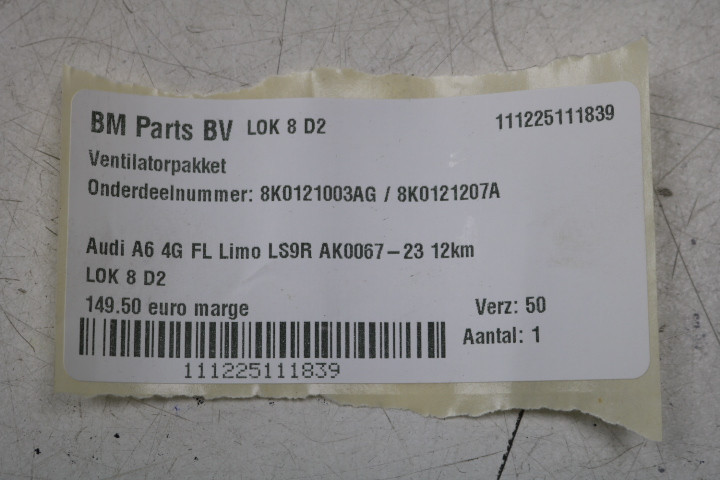 BM Parts BV LOK 8 D2 111225111839
Ventilatorpakket
Onderdeelnummer: 8K0121003AG / 8K0121207A
Audi A6 4G FL Limo LS9R AK0067-23 12km
LOK 8 D2
149.50 euro marge Verz: 50
Aantal: 1
111225111839